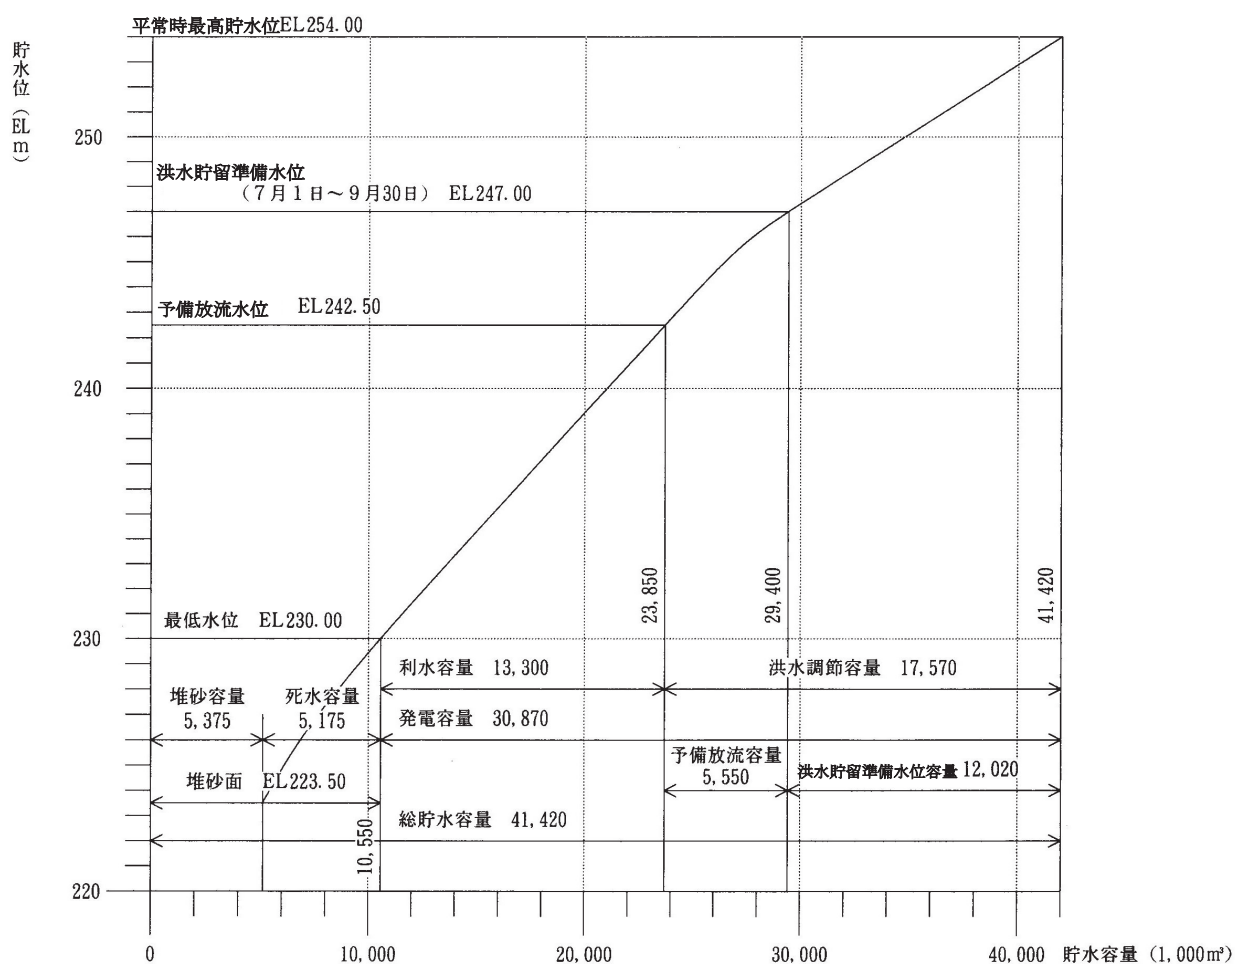 平常時最高貯水位EL254.00
貯水位（ELm）
250
洪水貯留準備水位
（7月1日～9月30日） EL247.00
予備放流水位 EL242.50
240
23,850
29,400
41,420
最低水位 EL230.00
230
利水容量 13,300
洪水調節容量 17,570
堆砂容量
5,375
死水容量
5,175
発電容量 30,870
予備放流容量
5,550
洪水貯留準備水位容量 12,020
堆砂面 EL223.50
10,550
総貯水容量 41,420
220
0
10,000
20,000
30,000
40,000
貯水容量（1,000m³）